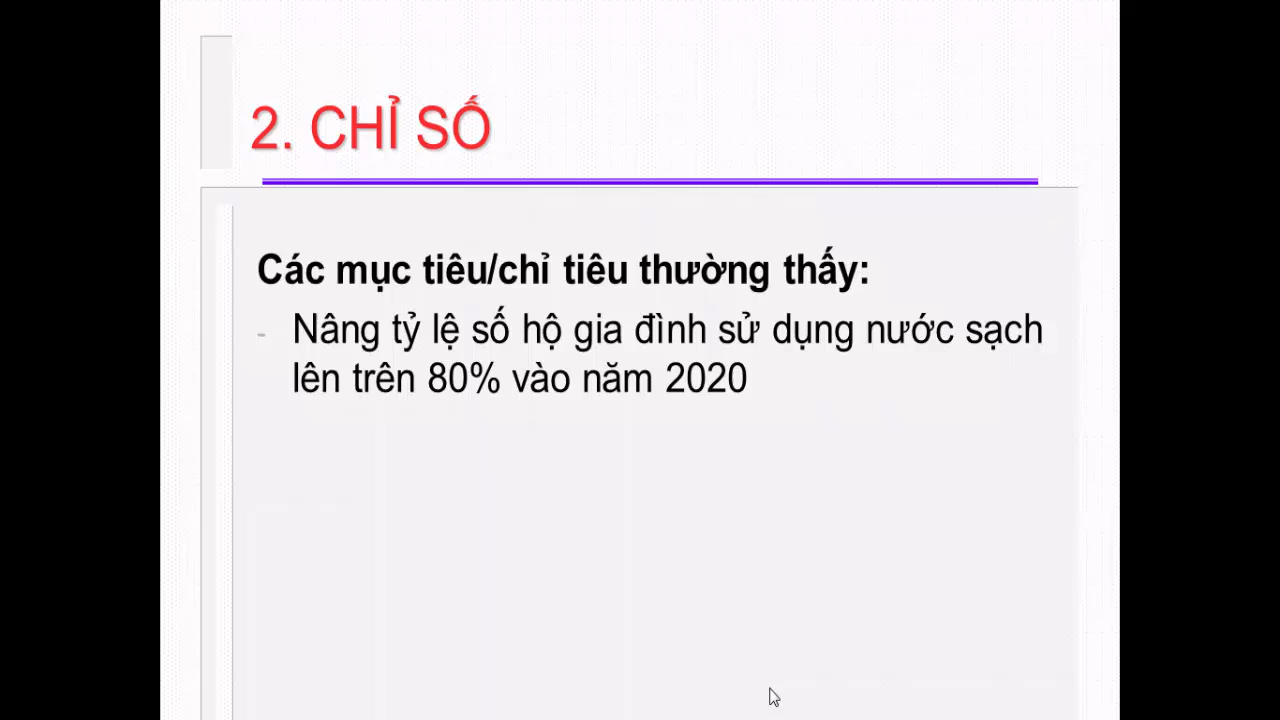 2. CHỈ SỐ
Các mục tiêu/chỉ tiêu thường thấy:
- Nâng tỷ lệ số hộ gia đình sử dụng nước sạch
lên trên 80% vào năm 2020